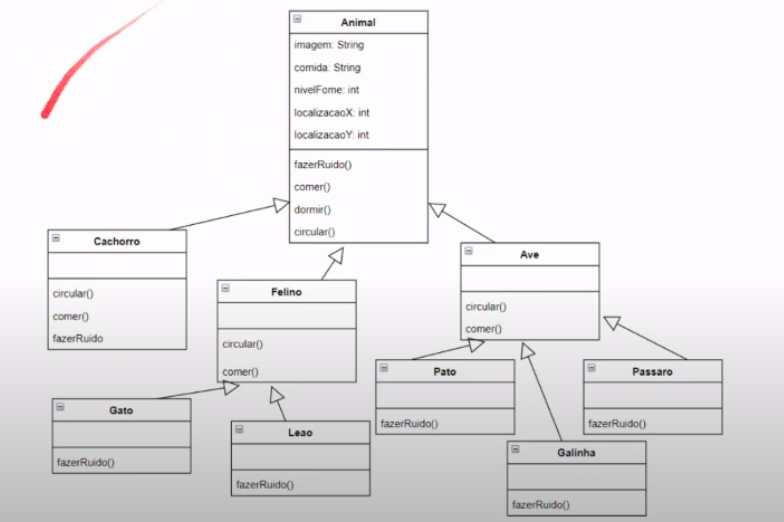 Animal
imagem: String
comida: String
nivelFome: int
localizacaoX: int
localizacaoY: int
fazerRuido()
comer()
dormir()
circular()
Cachorro
circular()
comer()
fazerRuido
Felino
circular()
comer()
Ave
circular()
comer()
Gato
fazerRuido()
Leao
fazerRuido()
Pato
fazerRuido()
Galinha
fazerRuido()
Passaro
fazerRuido()